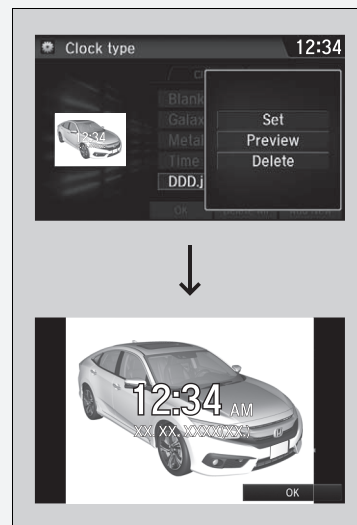 Clock type
12:34
Blank
Galax
Metal
Time
DDD.j
12:34
Set
Preview
Delete
OK
12:34 AM
XX. XX. XXXX(XX.)
OK